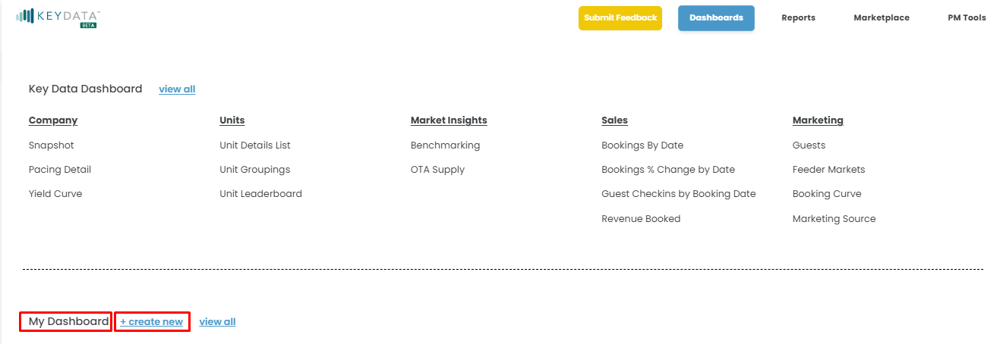 KEYDATA™
BETA
Submit Feedback
Dashboards
Reports
Marketplace
PM Tools
Key Data Dashboard view all
Company
Snapshot
Pacing Detail
Yield Curve
Units
Unit Details List
Unit Groupings
Unit Leaderboard
Market Insights
Benchmarking
OTA Supply
Sales
Bookings By Date
Bookings % Change by Date
Guest Checkins by Booking Date
Revenue Booked
Marketing
Guests
Feeder Markets
Booking Curve
Marketing Source
My Dashboard + create new view all